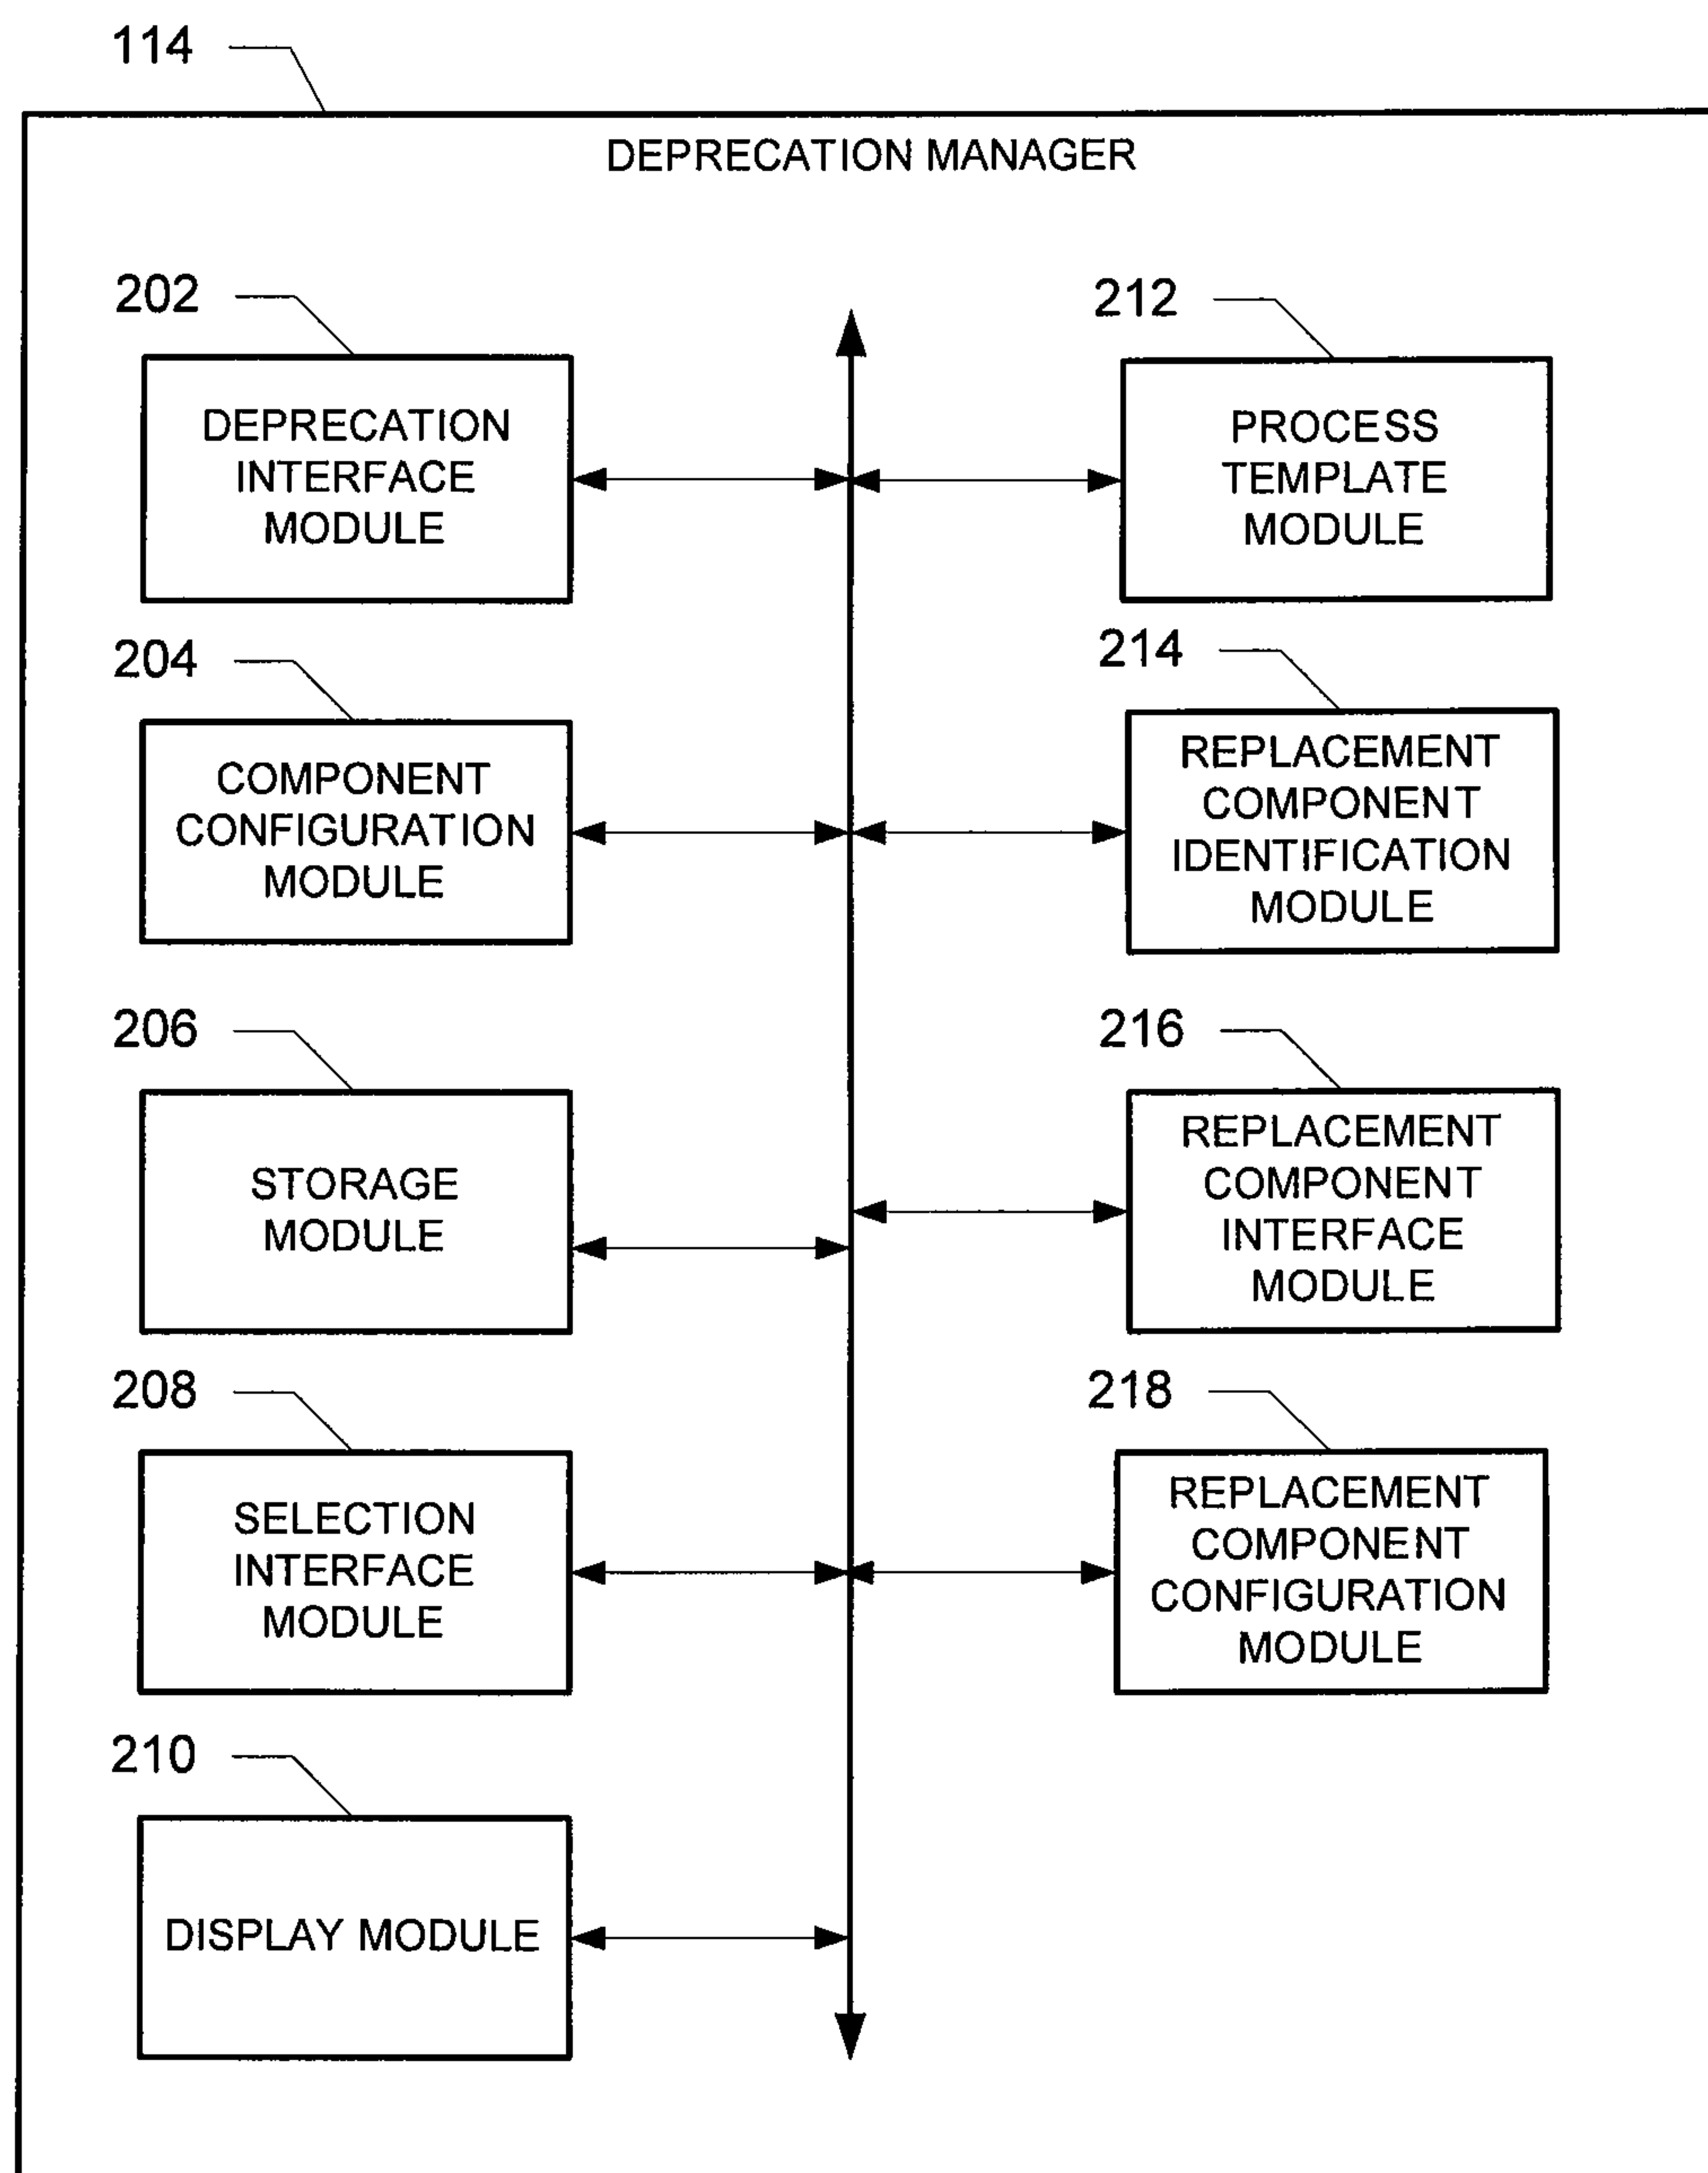 114
DEPRECATION MANAGER
202
DEPRECATION
INTERFACE
MODULE
212
PROCESS
TEMPLATE
MODULE
204
COMPONENT
CONFIGURATION
MODULE
214
REPLACEMENT
COMPONENT
IDENTIFICATION
MODULE
206
STORAGE
MODULE
216
REPLACEMENT
COMPONENT
INTERFACE
MODULE
208
SELECTION
INTERFACE
MODULE
218
REPLACEMENT
COMPONENT
CONFIGURATION
MODULE
210
DISPLAY MODULE